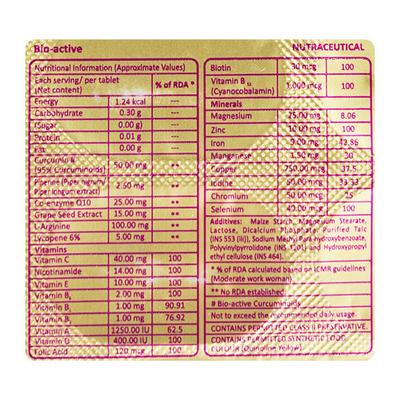 Bio-active
Nutritional Information (Approximate Values)
Each serving/ per tablet
(Net content)
% of RDA *
Energy 1.24 kcal ---
Carbohydrate 0.30 g ---
(Sugar 0.00 g) ---
Protein 0.01 g ---
Fat 0.00 g ---
Curcumin
(95% Curcuminoids) 50.00 mg **
Piperine (Piper nigrum/
Piper longum extract) 2.50 mg **
Co-enzyme Q10 25.00 mg **
Grape Seed Extract 15.00 mg **
L-Arginine 100.00 mg **
Lycopene 6% 5.00 mg **
Vitamins
Vitamin C 40.00 mg 100
Nicotinamide 14.00 mg 100
Vitamin E 10.00 mg 100
Vitamin B 2.00 mg 100
Vitamin B 1.00 mg 90.91
Vitamin B 1.00 mg 76.92
Vitamin A 1250.00 IU 62.5
Vitamin D 400.00 IU 100
Folic Acid 120 mcg 100
NUTRACEUTICAL
Biotin 30 mcg 100
Vitamin B12
(Cyanocobalamin) 1.000 mcg 100
Minerals
Magnesium 25.00 mg 8.06
Zinc 10.00 mg 100
Iron 9.00 mg 42.86
Manganese 1.50 mg 30
Copper 750.00 mcg 37.5
Iodine 50.00 mcg 33.33
Chromium 50.00 mcg 100
Selenium 40.00 mcg 100
Additives: Maize Starch, Magnesium Stearate,
Lactose, Dicalcium Phosphate, Purified Talc
[INS 553 (iii)], Sodium Methyl Para hydroxybenzoate,
Polyvinylpyrolidone (INS 1201) and Hydroxypropyl
ethyl cellulose (INS 464).
* % of RDA calculated based on ICMR guidelines
(Moderate work woman)
** No RDA established
# Bio-active Curcuminoids
Not to exceed the recommended daily usage.
CONTAINS PERMITTED CLASS II PRESERVATIVE.
CONTAINS PERMITTED SYNTHETIC FOOD
COLOUR (Quinoline Yellow)